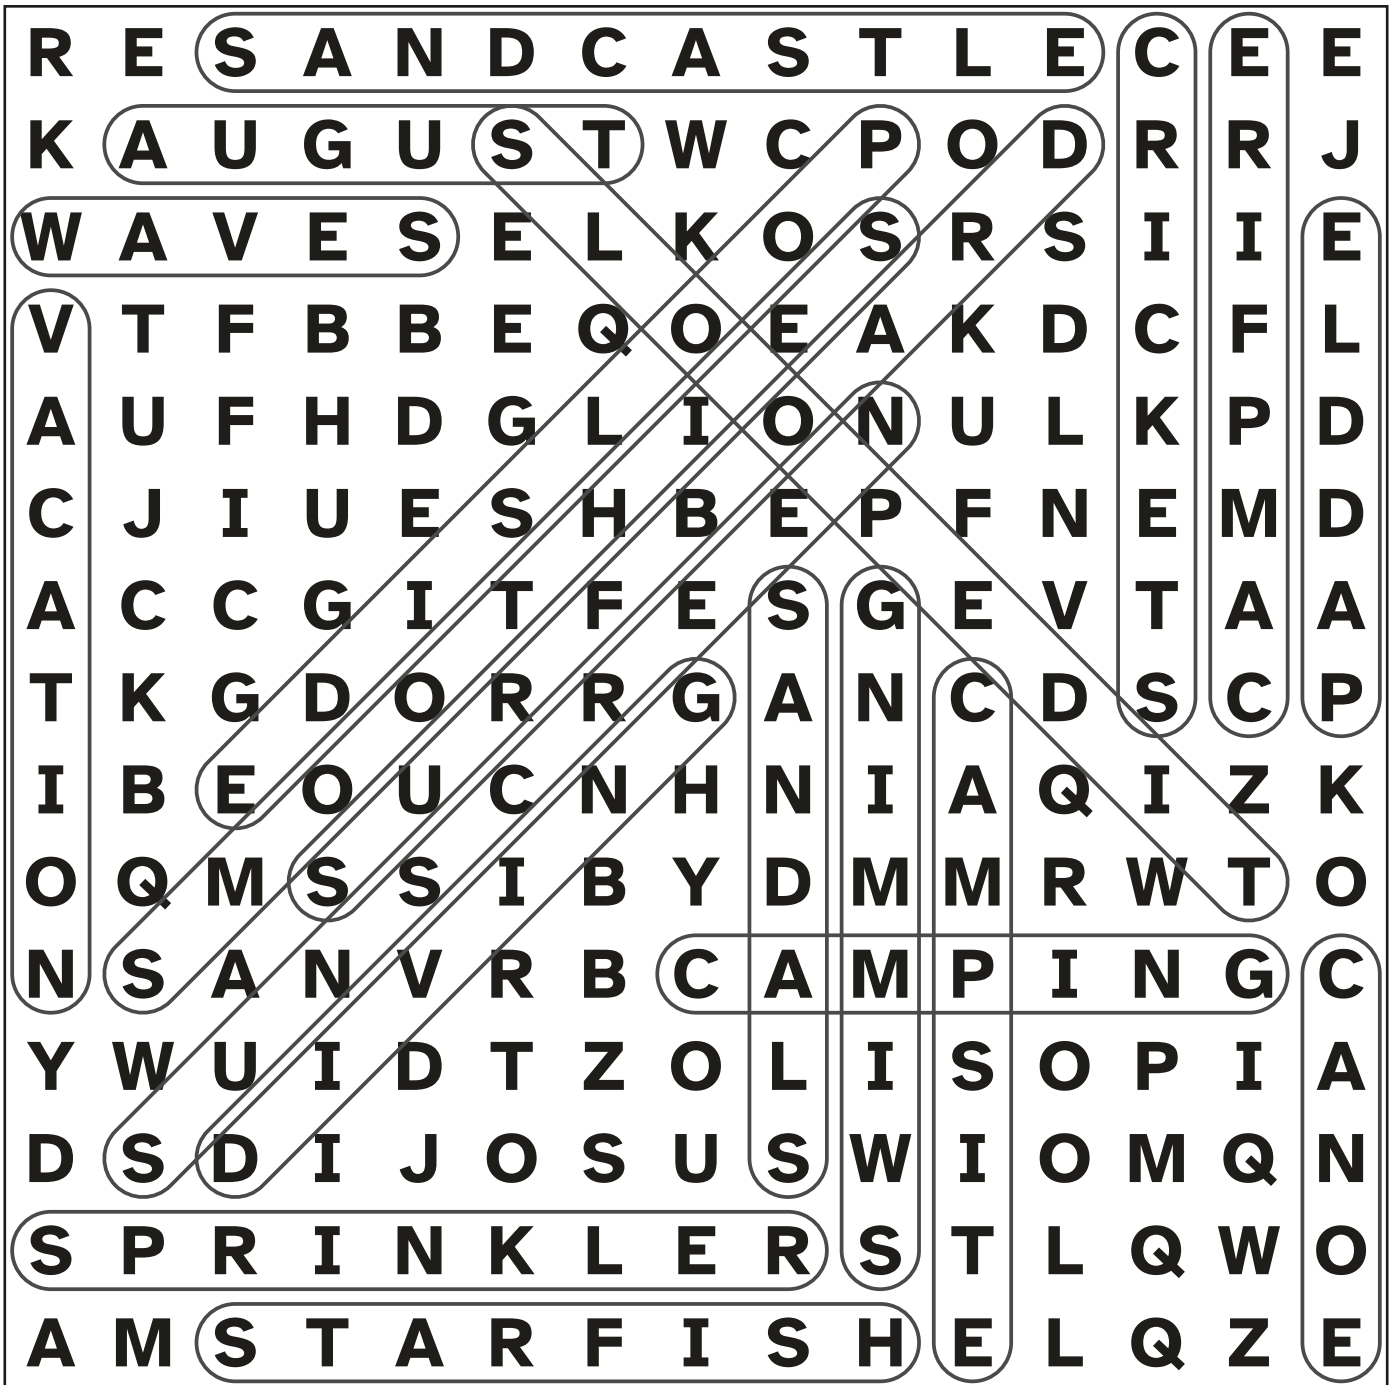 R E S A N D C A S T L E C E E
K A U G U S T W C P O D R R J
W A V E S E L K O S R S I I E
V T F B B E Q O E A K D C F L
A U F H D G L I O N U L K P D
C J I U E S H B E P F N E M D
A C C G I T F E S G E V T A A
T K G D O R R G A N C D S C P
I B E O U C N H N I A Q I Z K
O Q M S S I B Y D M M R W T O
N S A N V R B C A M P I N G C
Y W U I D T Z O L I S O P I A
D S D I J O S U S W I O M Q N
S P R I N K L E R S T L Q W O
A M S T A R F I S H E L Q Z E